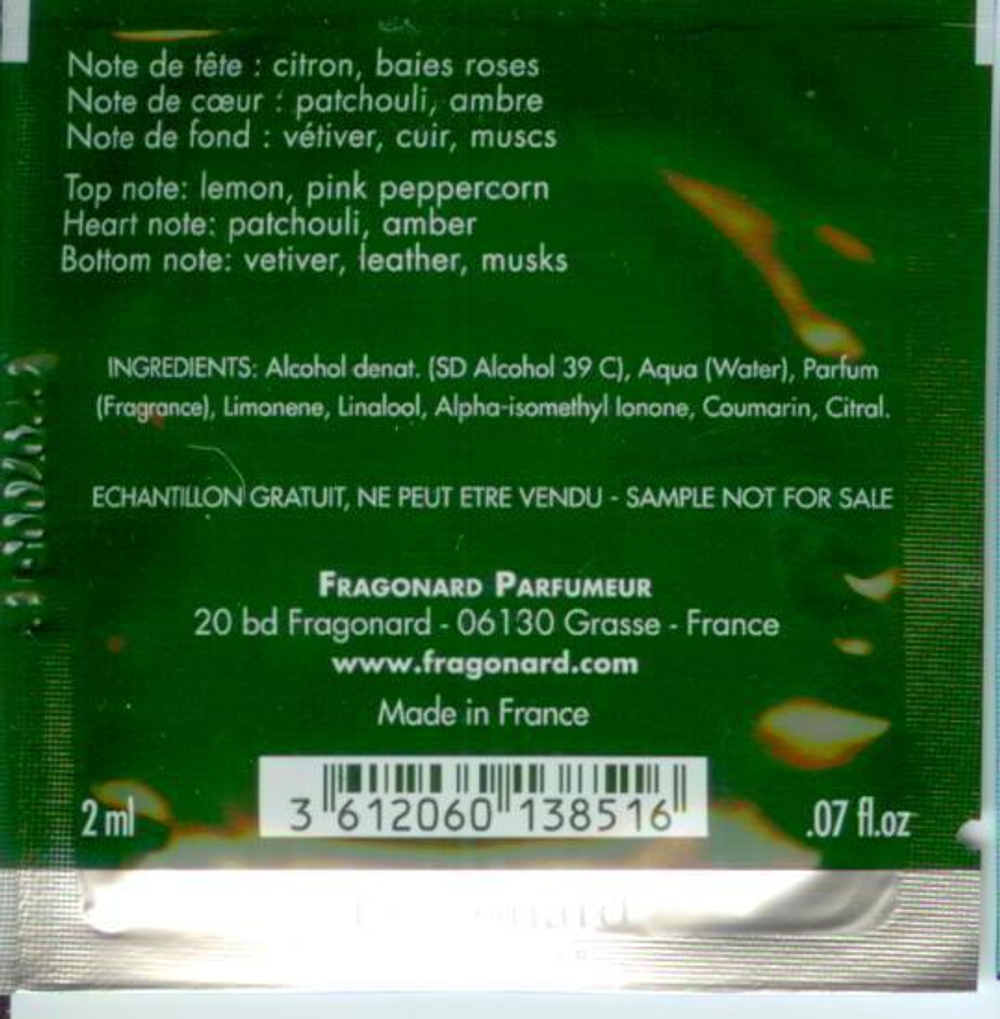 Note de tête : citron, baies roses
Note de cœur : patchouli, ambre
Note de fond : vétiver, cuir, muscs
Top note: lemon, pink peppercorn
Heart note: patchouli, amber
Bottom note: vetiver, leather, musks
INGREDIENTS: Alcohol denat. (SD Alcohol 39 C), Aqua (Water), Parfum
(Fragrance), Limonene, Linalool, Alpha-isomethyl Ionone, Coumarin, Citral.
ECHANTILLON GRATUIT, NE PEUT ETRE VENDU - SAMPLE NOT FOR SALE
FRAGONARD PARFUMEUR
20 bd Fragonard - 06130 Grasse - France
www.fragonard.com
Made in France
2 ml
3 612060 138516
.07 fl.oz